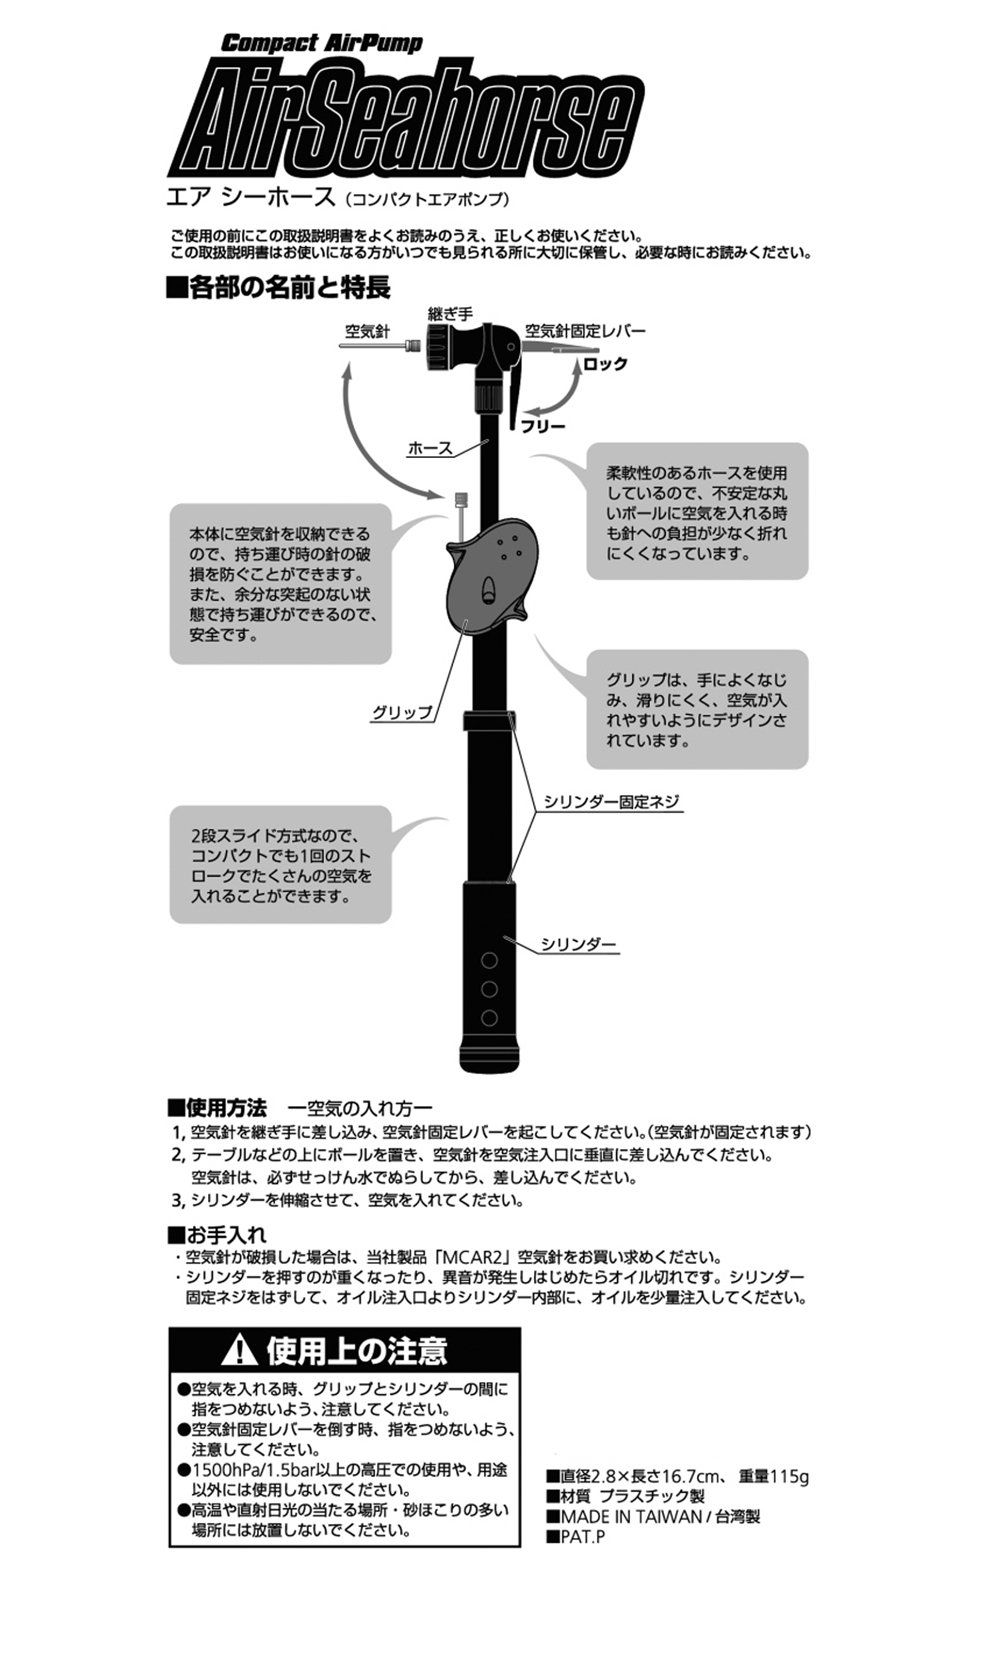 Compact AirPump
AirSeahorse
エア シーホース（コンパクトエアポンプ）
ご使用の前にこの取扱説明書をよくお読みのうえ、正しくお使いください。
この取扱説明書はお使いになる方がいつでも見られる所に大切に保管し、必要な時にお読みください。
■各部の名前と特長
継ぎ手
空気針
空気針固定レバー
ロック
フリー
ホース
柔軟性のあるホースを使用
しているので、不安定な丸
いボールに空気を入れる時
も針への負担が少なく折れ
にくくなっています。
本体に空気針を収納できる
ので、持ち運び時の針の破
損を防ぐことができます。
また、余分な突起のない状
態で持ち運びができるので、
安全です。
グリップは、手によくなじ
み、滑りにくく、空気が入
れやすいようにデザインさ
れています。
グリップ
シリンダー固定ネジ
2段スライド方式なので、
コンパクトでも1回のスト
ロークでたくさんの空気を
入れることができます。
シリンダー
■使用方法 ー空気の入れ方ー
1, 空気針を継ぎ手に差し込み、空気針固定レバーを起こしてください。（空気針が固定されます）
2, テーブルなどの上にボールを置き、空気針を空気注入口に垂直に差し込んでください。
空気針は、必ずせっけん水でぬらしてから、差し込んでください。
3, シリンダーを伸縮させて、空気を入れてください。
■お手入れ
・空気針が破損した場合は、当社製品「MCAR2」空気針をお買い求めください。
・シリンダーを押すのが重くなったり、異音が発生しはじめたらオイル切れです。シリンダー
固定ネジをはずして、オイル注入口よりシリンダー内部に、オイルを少量注入してください。
使用上の注意
●空気を入れる時、グリップとシリンダーの間に
指をつめないよう、注意してください。
●空気針固定レバーを倒す時、指をつめないよう、
注意してください。
●1500hPa/1.5bar以上の高圧での使用や、用途
以外には使用しないでください。
●高温や直射日光の当たる場所・砂ほこりの多い
場所には放置しないでください。
■直径2.8×長さ16.7cm、 重量115g
■材質 プラスチック製
■MADE IN TAIWAN / 台湾製
■PAT.P